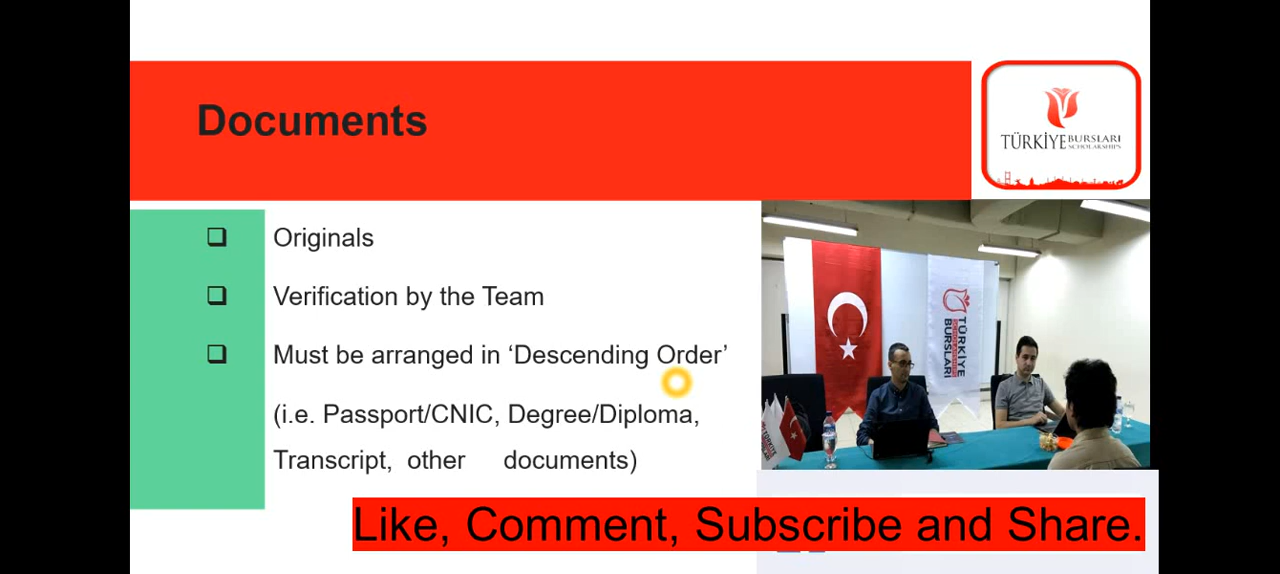 Documents
TÜRKİYE BURSLARI
SCHOLARSHIPS
Originals
Verification by the Team
Must be arranged in ‘Descending Order’
(i.e. Passport/CNIC, Degree/Diploma,
Transcript, other documents)
TÜRKİYE
BURSLARI
Like, Comment, Subscribe and Share.